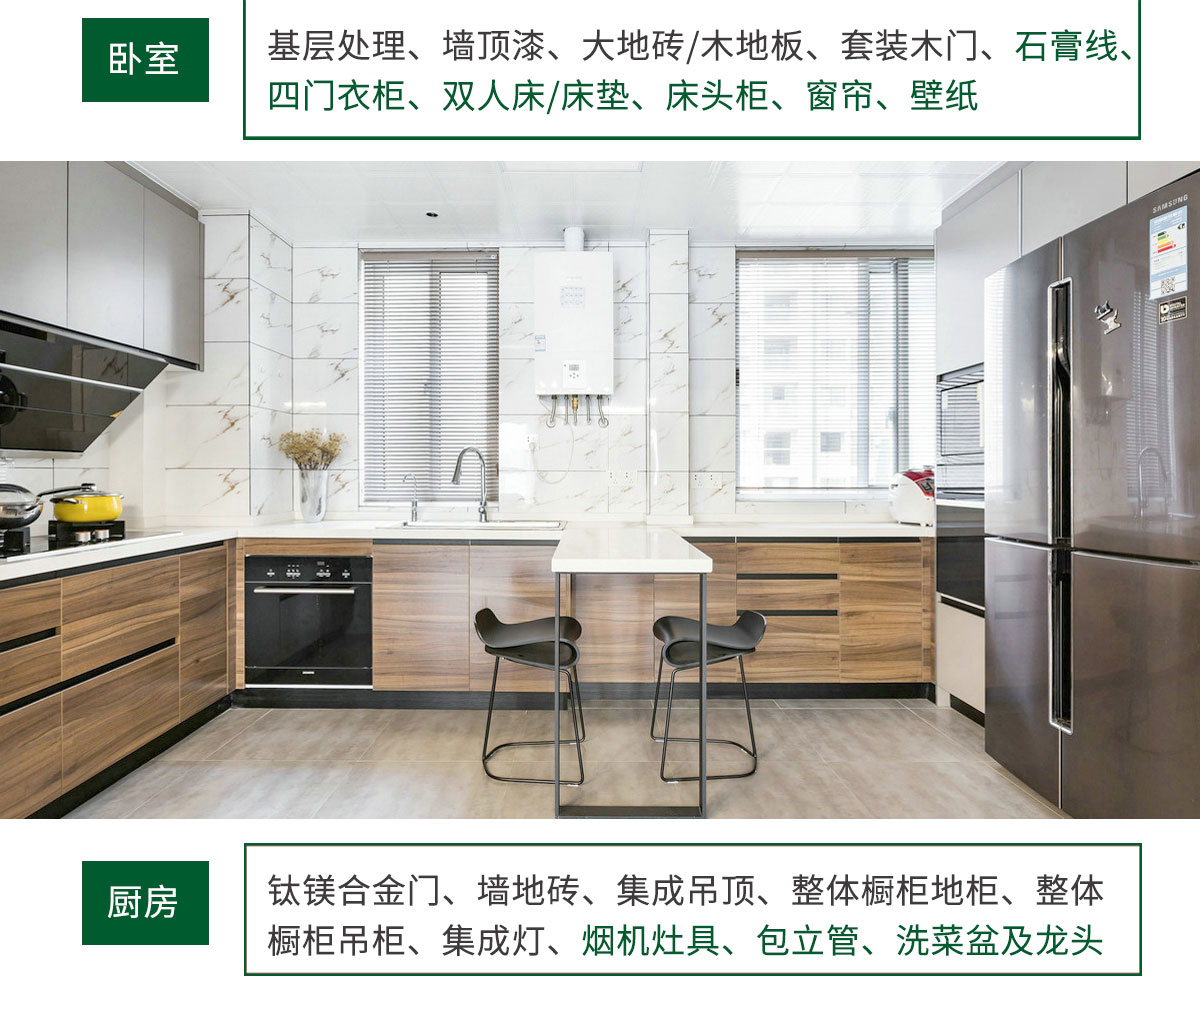 卧室
基层处理、墙顶漆、大地砖/木地板、套装木门、石膏线、
四门衣柜、双人床/床垫、床头柜、窗帘、壁纸
SAMSUNG
厨房
钛镁合金门、墙地砖、集成吊顶、整体橱柜地柜、整体
橱柜吊柜、集成灯、烟机灶具、包立管、洗菜盆及龙头